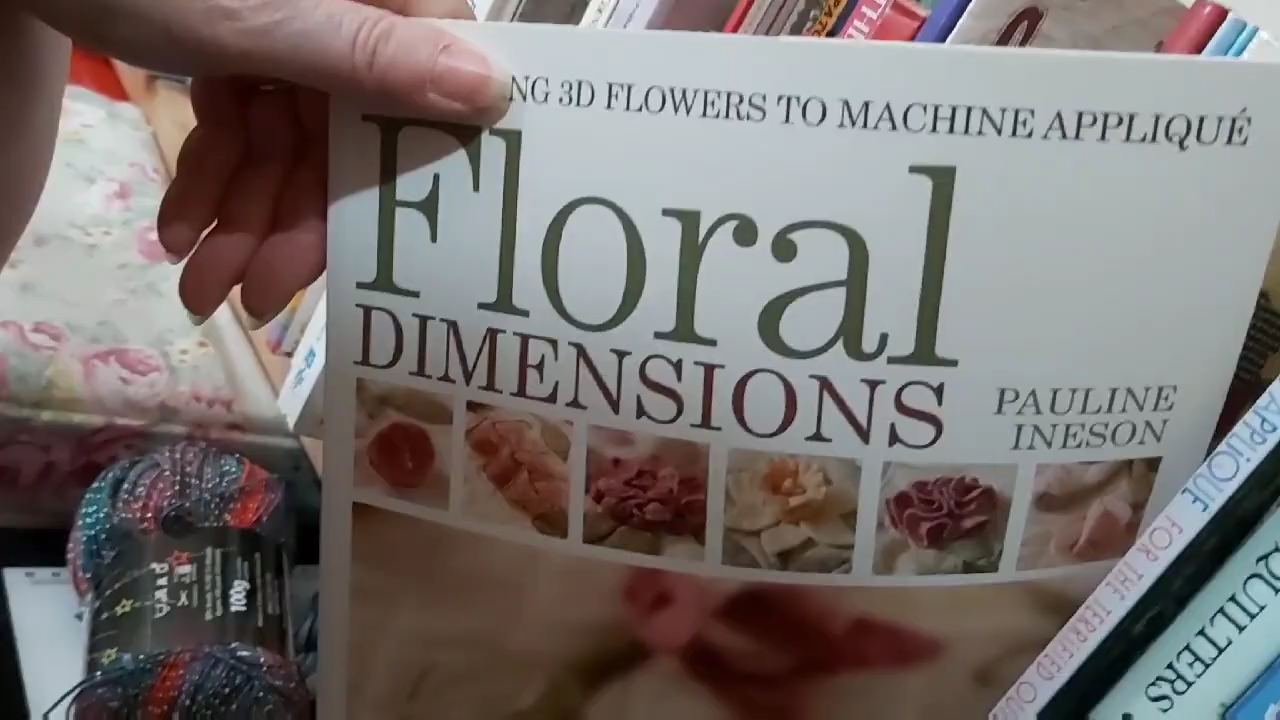 NG 3D FLOWERS TO MACHINE APPLIQUÉ
Floral
DIMENSIONS
PAULINE
INESON
APPLIQUE FOR THE TERRIFIED
QUILTERS
100g